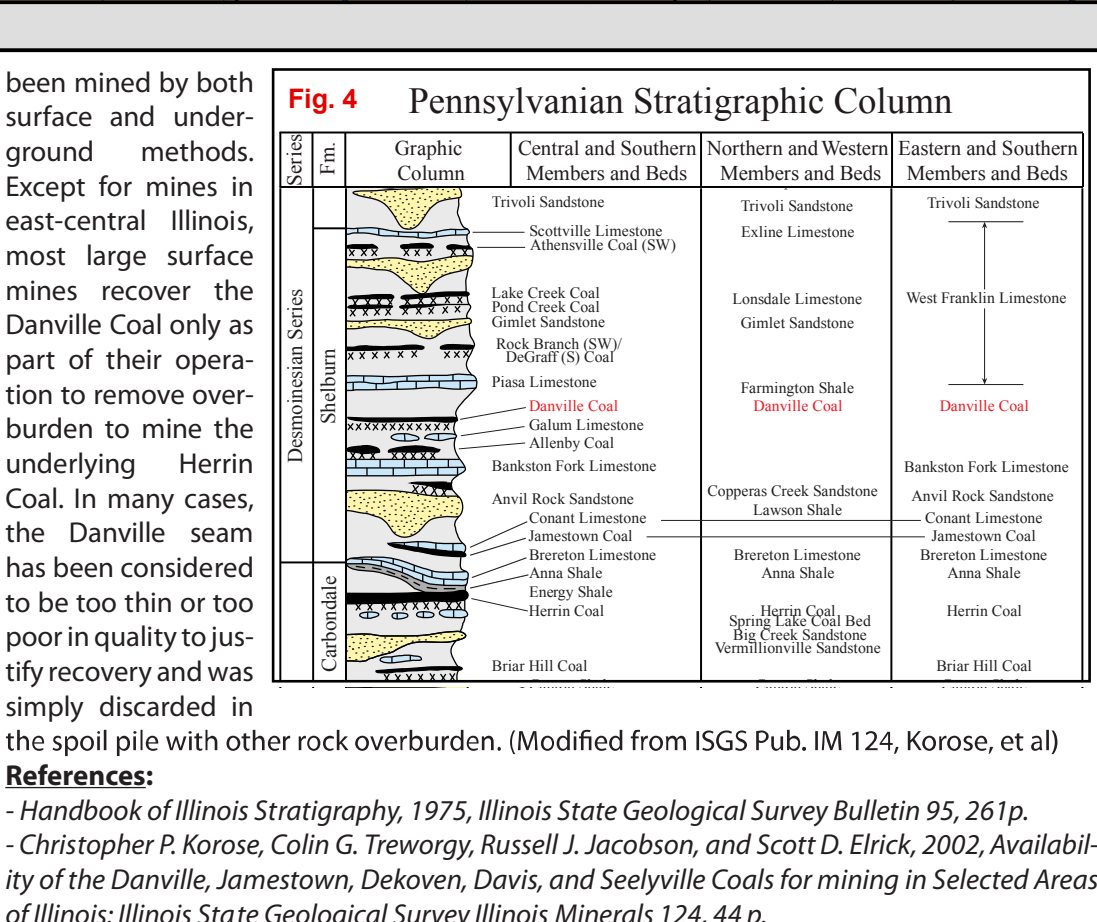 been mined by both
surface and under-
ground methods.
Except for mines in
east-central Illinois,
most large surface
mines recover the
Danville Coal only as
part of their opera-
tion to remove over-
burden to mine the
underlying Herrin
Coal. In many cases,
the Danville seam
has been considered
to be too thin or too
poor in quality to jus-
tify recovery and was
simply discarded in
the spoil pile with other rock overburden. (Modified from ISGS Pub. IM 124, Korose, et al)
Fig. 4 Pennsylvanian Stratigraphic Column
Series
Fm.
Graphic
Column
Central and Southern
Members and Beds
Northern and Western
Members and Beds
Eastern and Southern
Members and Beds
Desmoinesian Series
Shelburn
Carbondale
Trivoli Sandstone
Scottville Limestone
Athensville Coal (SW)
Lake Creek Coal
Pond Creek Coal
Gimlet Sandstone
Rock Branch (SW)/
DeGraff (S) Coal
Piasa Limestone
Danville Coal
Galum Limestone
Allenby Coal
Bankston Fork Limestone
Anvil Rock Sandstone
Conant Limestone
Jamestown Coal
Brereton Limestone
Anna Shale
Energy Shale
Herrin Coal
Briar Hill Coal
Trivoli Sandstone
Exline Limestone
Lonsdale Limestone
Gimlet Sandstone
Farmington Shale
Danville Coal
Copperas Creek Sandstone
Lawson Shale
Brereton Limestone
Anna Shale
Herrin Coal
Spring Lake Coal Bed
Big Creek Sandstone
Vermillionville Sandstone
Trivoli Sandstone
West Franklin Limestone
Danville Coal
Bankston Fork Limestone
Anvil Rock Sandstone
Conant Limestone
Jamestown Coal
Brereton Limestone
Anna Shale
Herrin Coal
Briar Hill Coal
References:
- Handbook of Illinois Stratigraphy, 1975, Illinois State Geological Survey Bulletin 95, 261p.
- Christopher P. Korose, Colin G. Treworgy, Russell J. Jacobson, and Scott D. Elrick, 2002, Availabil-
ity of the Danville, Jamestown, Dekoven, Davis, and Seelyville Coals for mining in Selected Areas
of Illinois: Illinois State Geological Survey Illinois Minerals 124, 44 p.